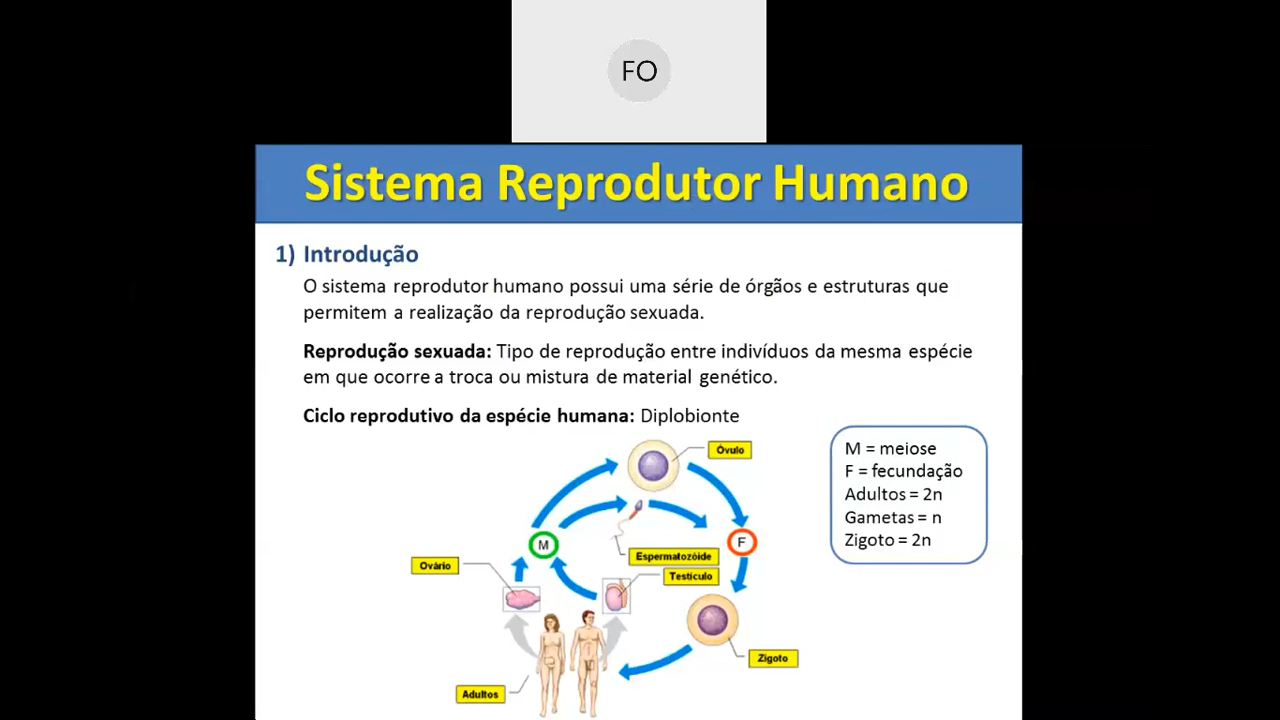 FO
Sistema Reprodutor Humano
1) Introdução
O sistema reprodutor humano possui uma série de órgãos e estruturas que
permitem a realização da reprodução sexuada.
Reprodução sexuada: Tipo de reprodução entre indivíduos da mesma espécie
em que ocorre a troca ou mistura de material genético.
Ciclo reprodutivo da espécie humana: Diplobionte
M = meiose
F = fecundação
Adultos = 2n
Gametas = n
Zigoto = 2n
Óvulo
M
F
Espermatozóide
Ovário
Testículo
Zigoto
Adultos